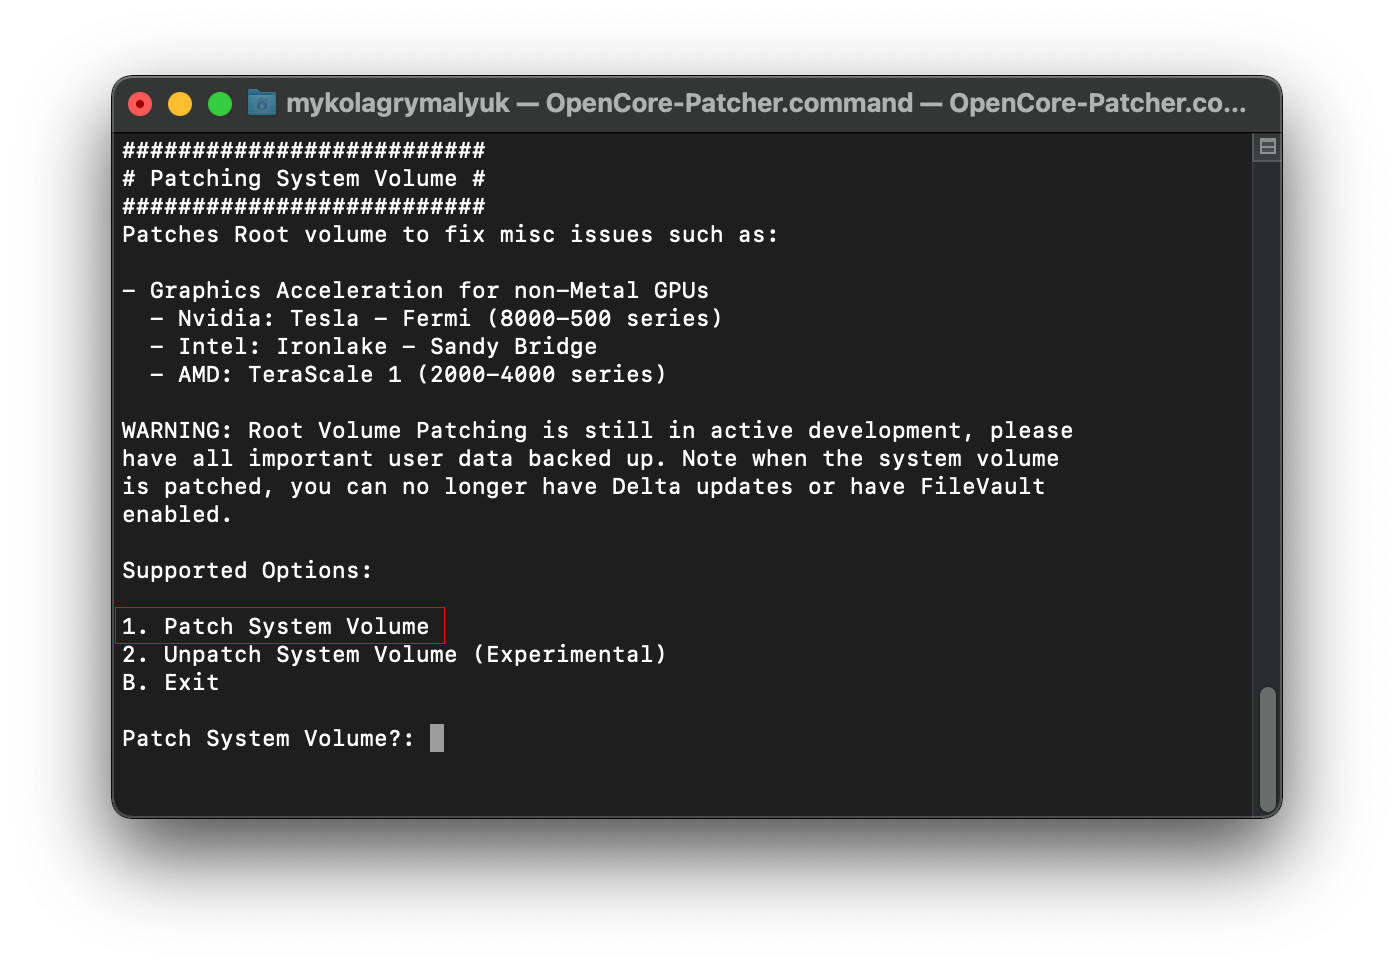 mykolagrymalyuk — OpenCore-Patcher.command — OpenCore-Patcher.co...
##########################
# Patching System Volume #
##########################
Patches Root volume to fix misc issues such as:
- Graphics Acceleration for non-Metal GPUs
- Nvidia: Tesla - Fermi (8000-500 series)
- Intel: Ironlake - Sandy Bridge
- AMD: TeraScale 1 (2000-4000 series)
WARNING: Root Volume Patching is still in active development, please
have all important user data backed up. Note when the system volume
is patched, you can no longer have Delta updates or have FileVault
enabled.
Supported Options:
1. Patch System Volume
2. Unpatch System Volume (Experimental)
B. Exit
Patch System Volume?: